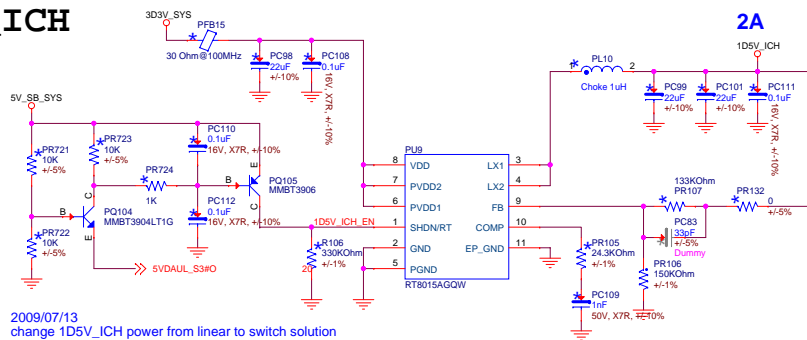 _ICH
2A
3D3V_SYS
PFB15
30 Ohm@100MHz
PC98
22uF
+/-10%
PC108
0.1uF
16V, X7R, +/-10%
1D5V_ICH
PL10
1
2
Choke 1uH
PC99
22uF
+/-10%
PC101
22uF
+/-10%
PC111
0.1uF
16V, X7R, +/-10%
5V_SB_SYS
PR721
10K
+/-5%
PR723
10K
+/-5%
PR724
1K
PC110
0.1uF
16V, X7R, +/-10%
PC112
0.1uF
16V, X7R, +/-10%
B
C
E
PQ104
MMBT3904LT1G
B
E
C
PQ105
MMBT3906
PR722
10K
+/-5%
5VDAUL_S3#O
1D5V_ICH_EN
R106
330KOhm
+/-1%
20
PU9
8 VDD LX1 3
7 PVDD2 LX2 4
6 PVDD1 FB 9
1 SHDN/RT COMP 10
2 GND EP_GND 11
5 PGND
RT8015AGQW
133KOhm
PR107
PR132
0
+/-5%
PC83
33pF
+/-5%
Dummy
PR105
24.3KOhm
+/-1%
PR106
150KOhm
+/-1%
PC109
1nF
50V, X7R, +/-10%
2009/07/13
change 1D5V_ICH power from linear to switch solution